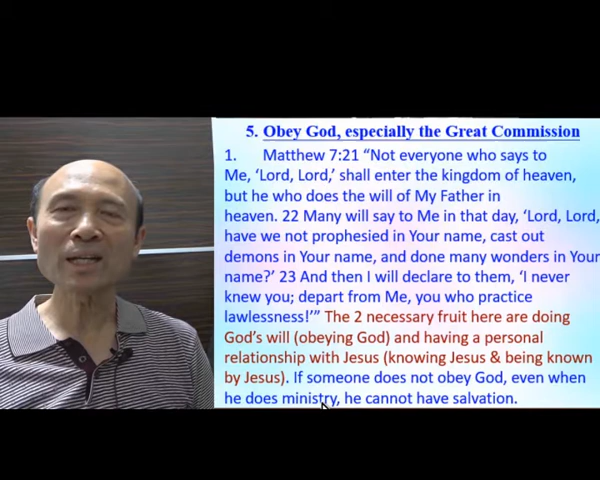 5. Obey God, especially the Great Commission
1. Matthew 7:21 “Not everyone who says to
Me, ‘Lord, Lord,’ shall enter the kingdom of heaven,
but he who does the will of My Father in
heaven. 22 Many will say to Me in that day, ‘Lord, Lord,
have we not prophesied in Your name, cast out
demons in Your name, and done many wonders in Your
name?’ 23 And then I will declare to them, ‘I never
knew you; depart from Me, you who practice
lawlessness!’” The 2 necessary fruit here are doing
God’s will (obeying God) and having a personal
relationship with Jesus (knowing Jesus & being known
by Jesus). If someone does not obey God, even when
he does ministry, he cannot have salvation.